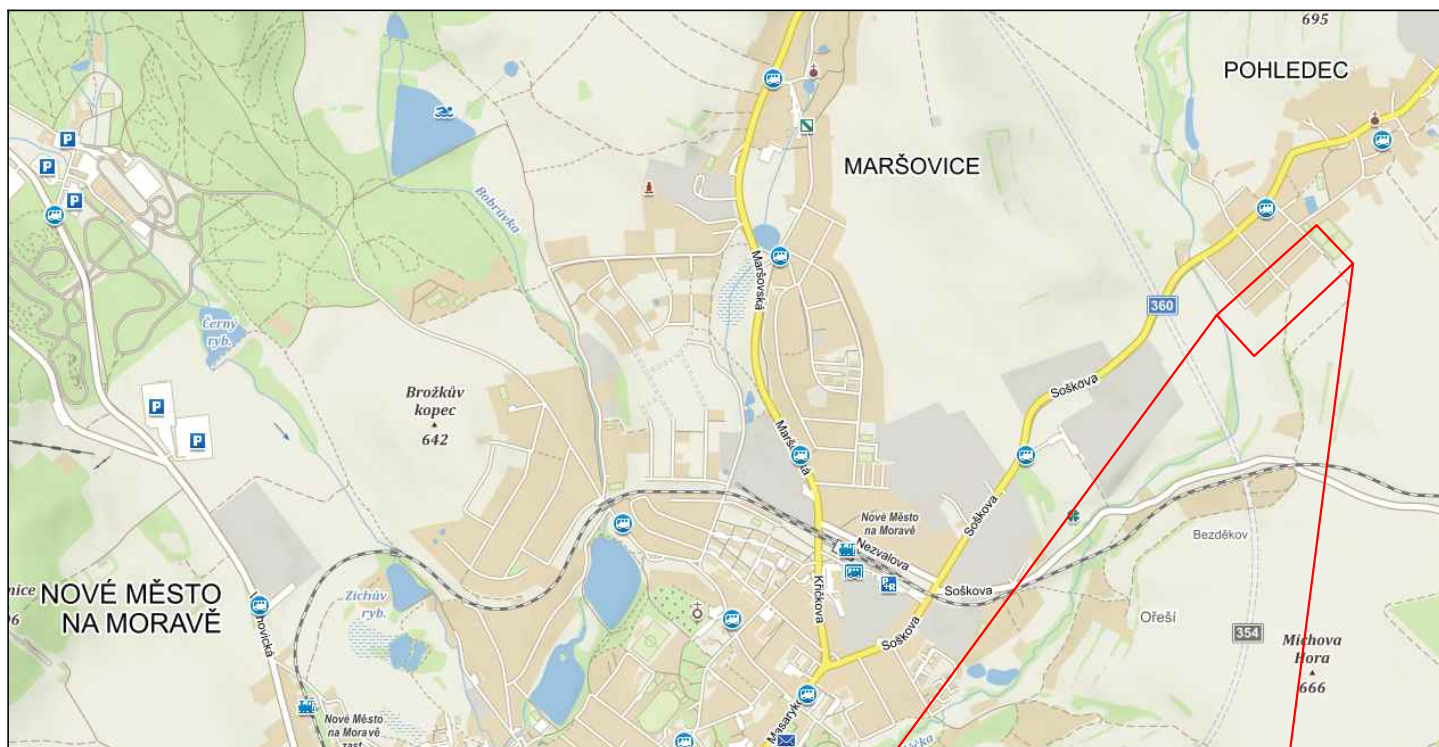 695
POHLEDEC
MARŠOVICE
P
P
P
Bobrůvka
Maršovská
360
Černý
ryb.
Soškova
Brožkův
kopec
642
P
P
Maršovská
Soškova
Nové Město
na Moravě
Nezvalova
Bezděkov
P
+R
Soškova
Křičkova
NOVÉ MĚSTO
NA MORAVĚ
Zichův
ryb.
Ořeší
Soškova
354
Michova
Hora
666
Nové Město
na Moravě
zast.